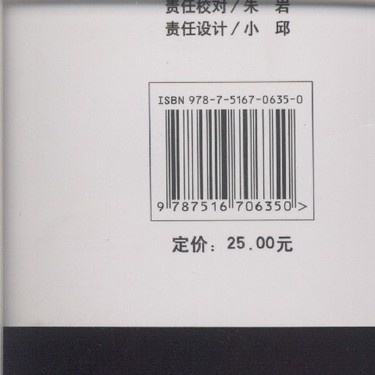 责任校对/朱 岩
责任设计/小 邱
ISBN 978-7-5167-0635-0
9 787516 706350 >
定价：25.00元